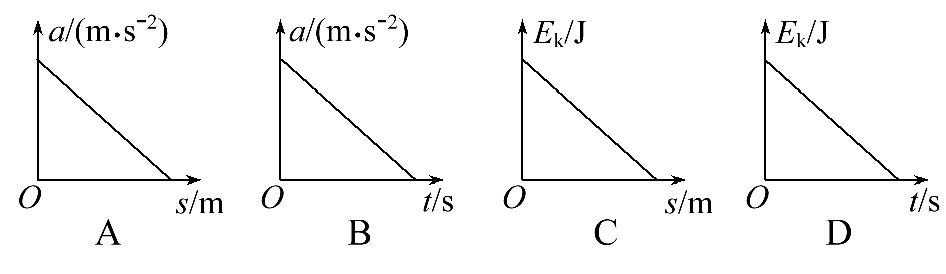 a/(m·s⁻²)
O
s/m
A
a/(m·s⁻²)
O
t/s
B
Eₖ/J
O
s/m
C
Eₖ/J
O
t/s
D